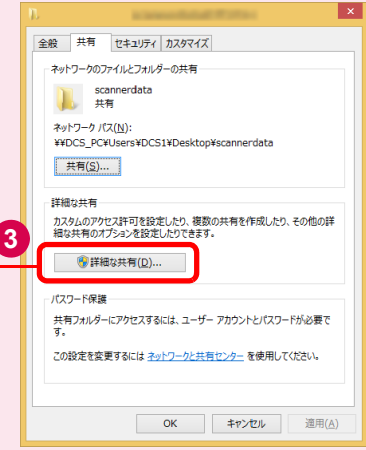 全般 共有 セキュリティ カスタマイズ
ネットワークのファイルとフォルダーの共有
scannerdata
共有
ネットワーク パス(N):
¥¥DCS_PC¥Users¥DCS1¥Desktop¥scannerdata
共有(S)...
詳細な共有
カスタムのアクセス許可を設定したり、複数の共有を作成したり、その他の詳
細な共有のオプションを設定したりできます。
3
詳細な共有(D)...
パスワード保護
共有フォルダーにアクセスするには、ユーザー アカウントとパスワードが必要で
す。
この設定を変更するには ネットワークと共有センター を使用してください。
OK キャンセル 適用(A)